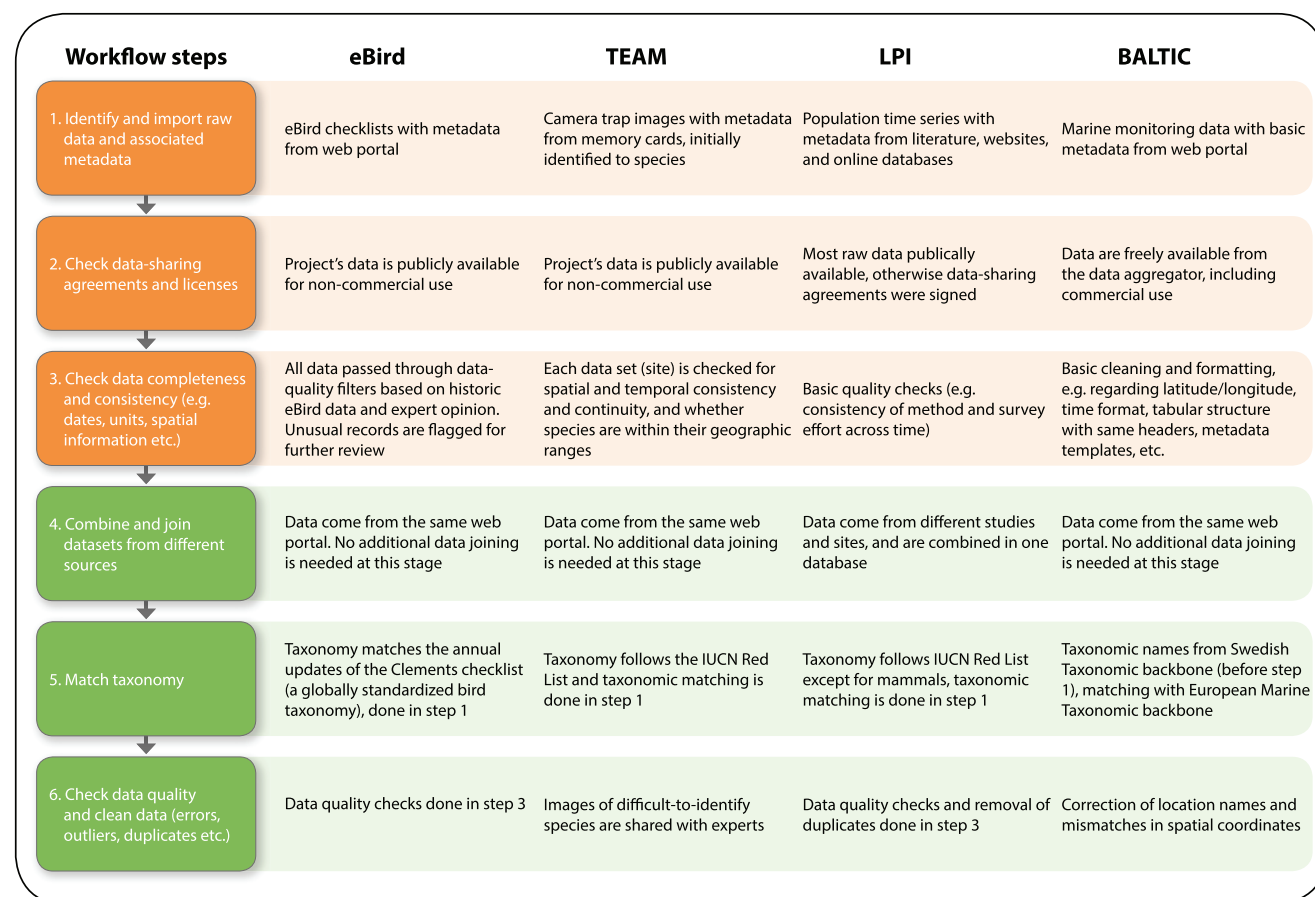 Workflow steps
eBird
TEAM
LPI
BALTIC
1. Identify and import raw
data and associated
metadata
eBird checklists with metadata
from web portal
Camera trap images with metadata
from memory cards, initially
identified to species
Population time series with
metadata from literature, websites,
and online databases
Marine monitoring data with basic
metadata from web portal
2. Check data-sharing
agreements and licenses
Project's data is publicly available
for non-commercial use
Project's data is publicly available
for non-commercial use
Most raw data publically
available, otherwise data-sharing
agreements were signed
Data are freely available from
the data aggregator, including
commercial use
3. Check data completeness
and consistency (e.g.
dates, units, spatial
information etc.)
All data passed through data-
quality filters based on historic
eBird data and expert opinion.
Unusual records are flagged for
further review
Each data set (site) is checked for
spatial and temporal consistency
and continuity, and whether
species are within their geographic
ranges
Basic quality checks (e.g.
consistency of method and survey
effort across time)
Basic cleaning and formatting,
e.g. regarding latitude/longitude,
time format, tabular structure
with same headers, metadata
templates, etc.
4. Combine and join
datasets from different
sources
Data come from the same web
portal. No additional data joining
is needed at this stage
Data come from the same web
portal. No additional data joining
is needed at this stage
Data come from different studies
and sites, and are combined in one
database
Data come from the same web
portal. No additional data joining
is needed at this stage
5. Match taxonomy
Taxonomy matches the annual
updates of the Clements checklist
(a globally standardized bird
taxonomy), done in step 1
Taxonomy follows the IUCN Red
List and taxonomic matching is
done in step 1
Taxonomy follows IUCN Red List
except for mammals, taxonomic
matching is done in step 1
Taxonomic names from Swedish
Taxonomic backbone (before step
1), matching with European Marine
Taxonomic backbone
6. Check data quality
and clean data (errors,
outliers, duplicates etc.)
Data quality checks done in step 3
Images of difficult-to-identify
species are shared with experts
Data quality checks and removal of
duplicates done in step 3
Correction of location names and
mismatches in spatial coordinates